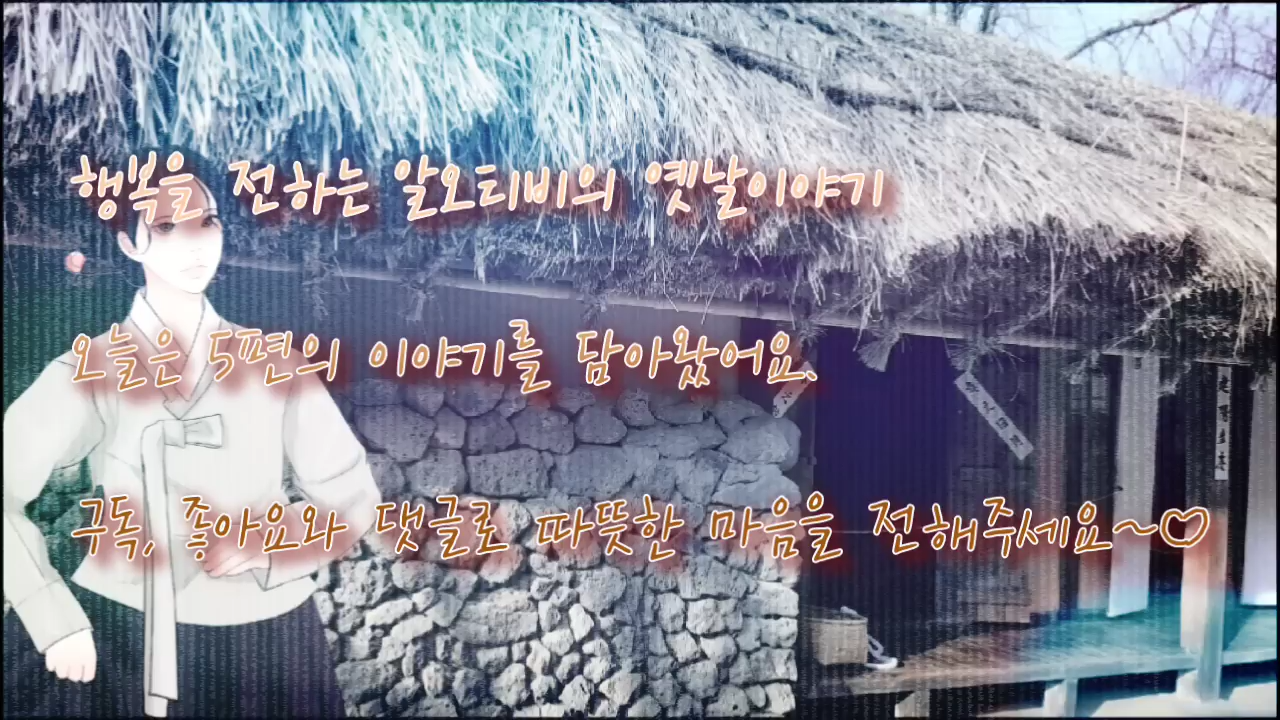 행복을 전하는 알오티비의 옛날이야기
오늘은 5편의 이야기를 담아왔어요.
구독, 좋아요와 댓글로 따뜻한 마음을 전해주세요~♡